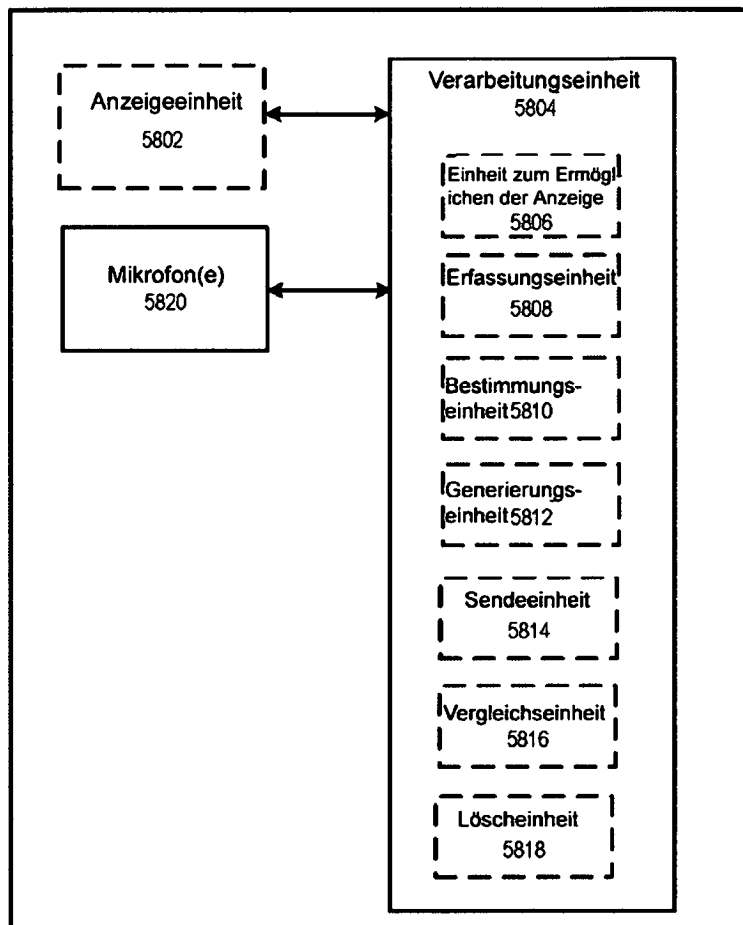 Anzeigeeinheit
5802
Mikrofon(e)
5820
Verarbeitungseinheit
5804
Einheit zum Ermögl
ichen der Anzeige
5806
Erfassungseinheit
5808
Bestimmungs-
einheit5810
Generierungs-
einheit5812
Sendeeinheit
5814
Vergleichseinheit
5816
Löscheinheit
5818